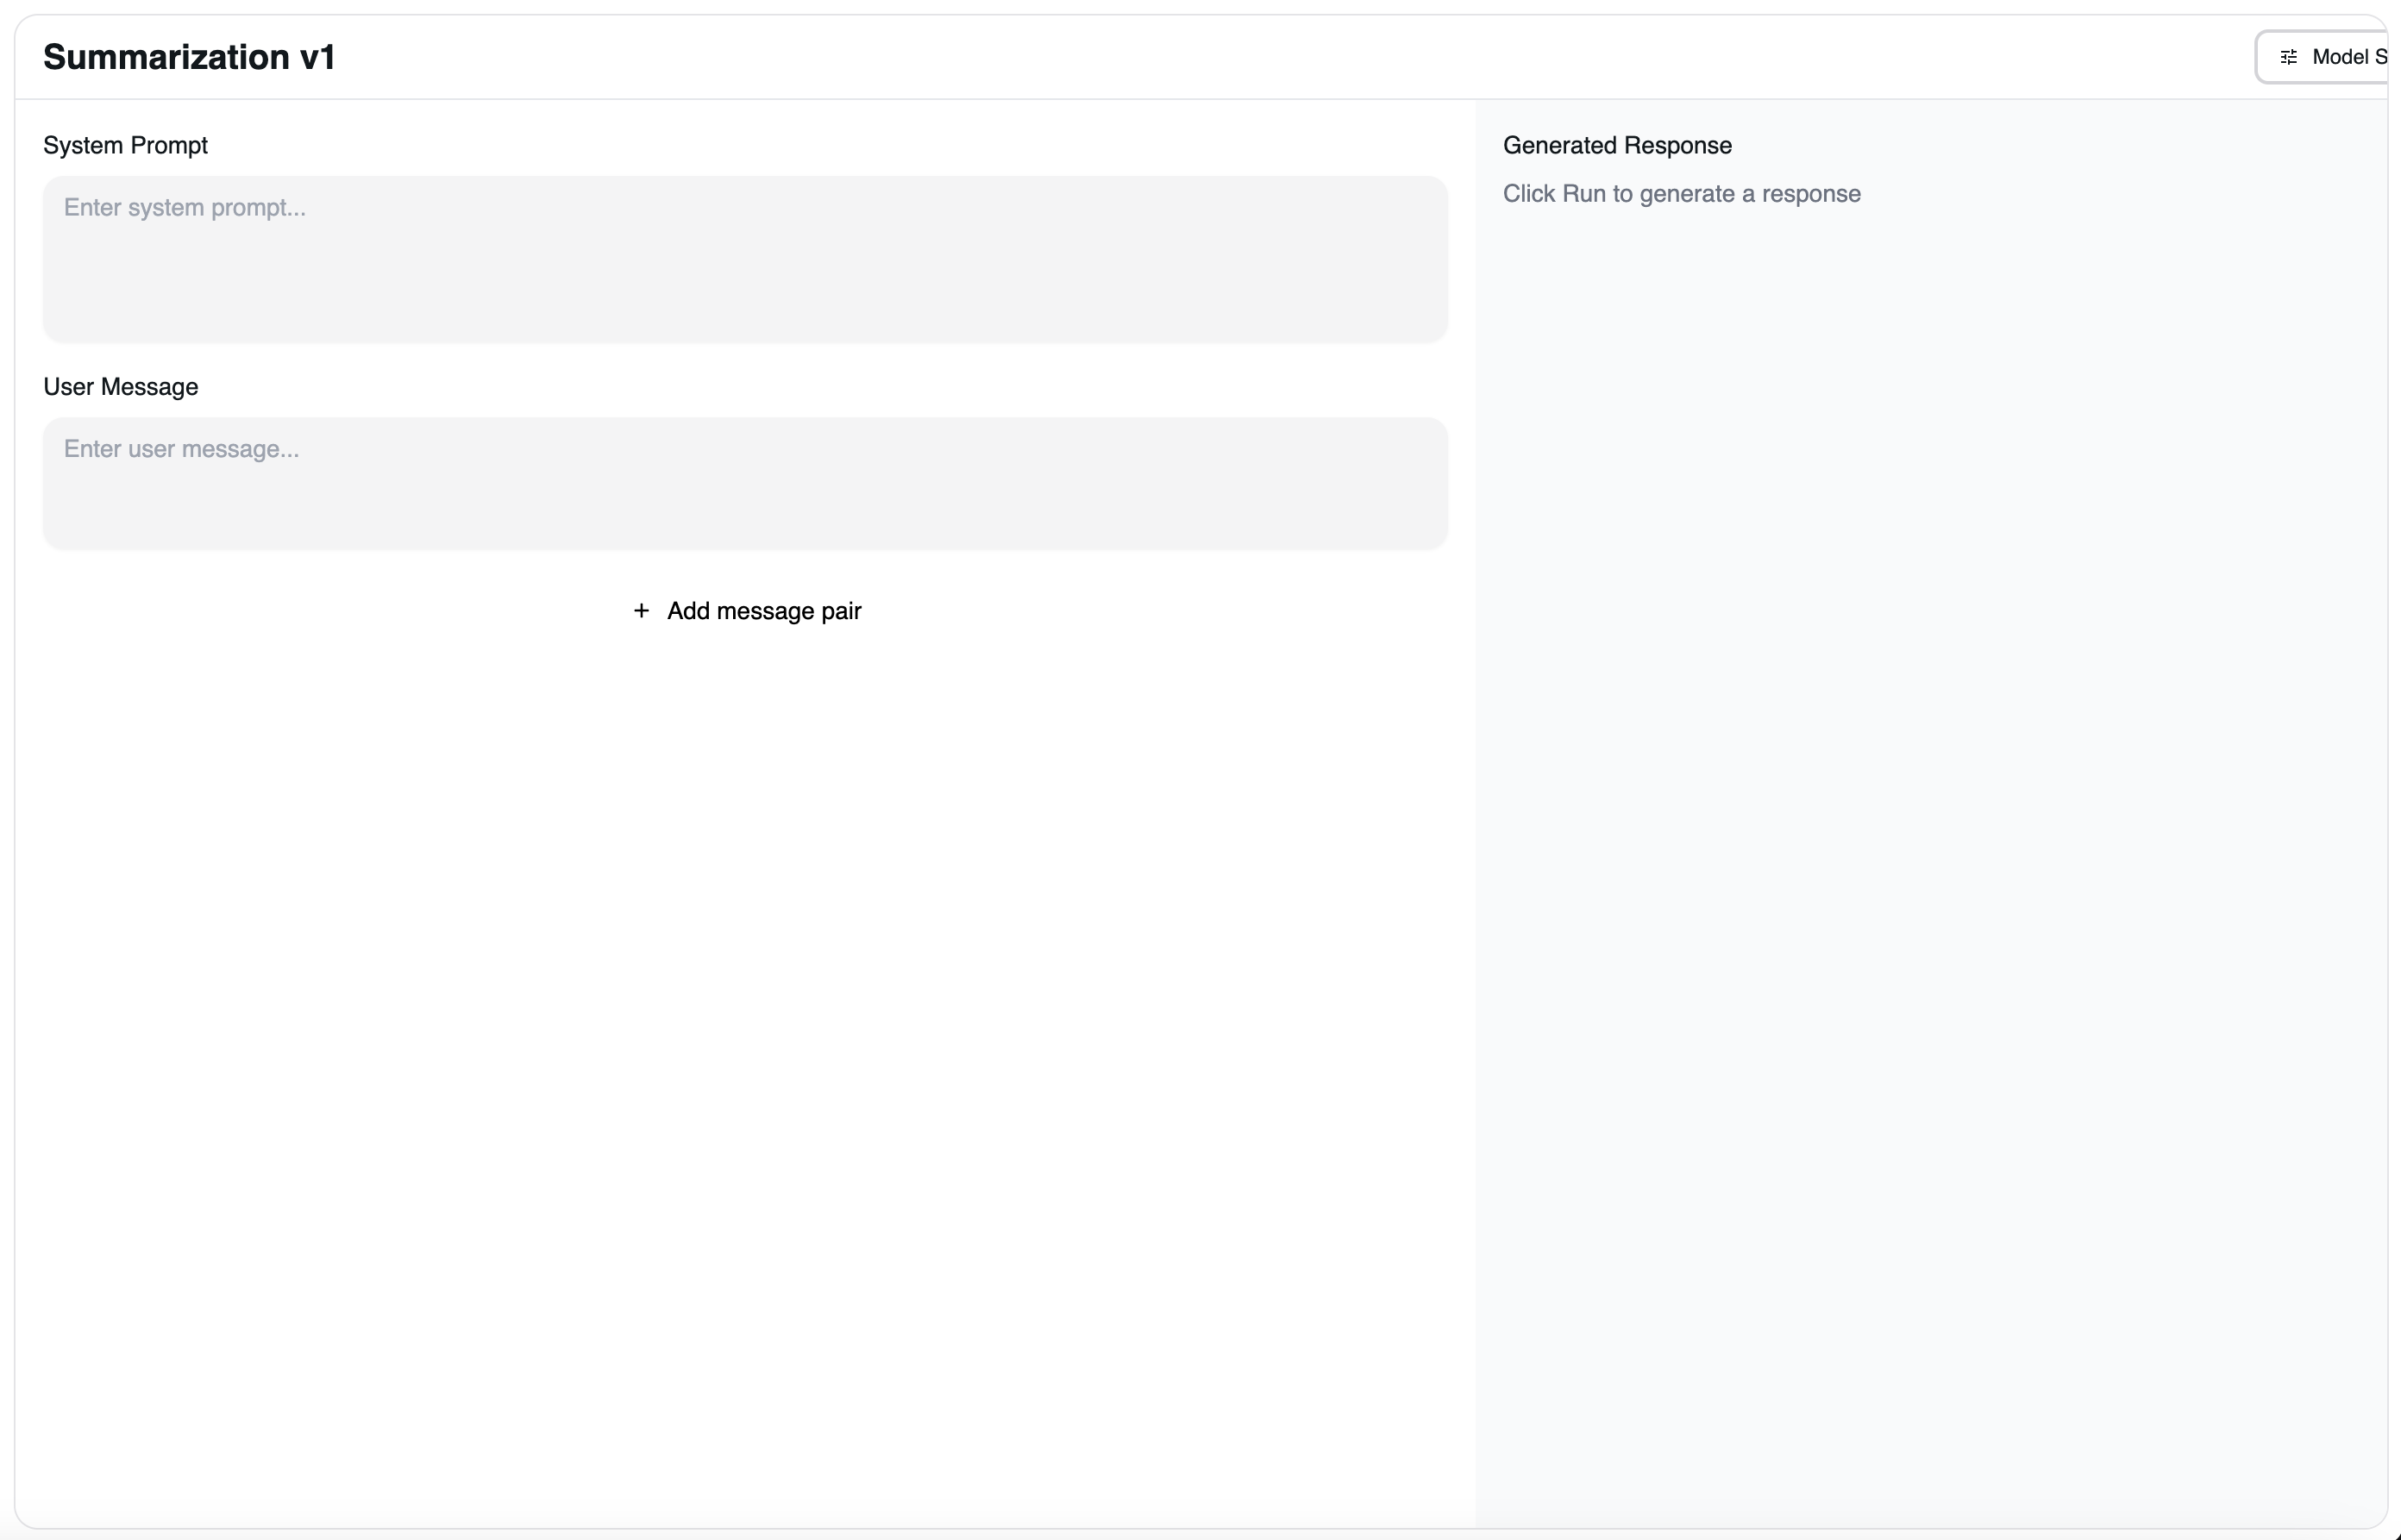 Summarization v1
Model S
System Prompt
Enter system prompt...
User Message
Enter user message...
+ Add message pair
Generated Response
Click Run to generate a response